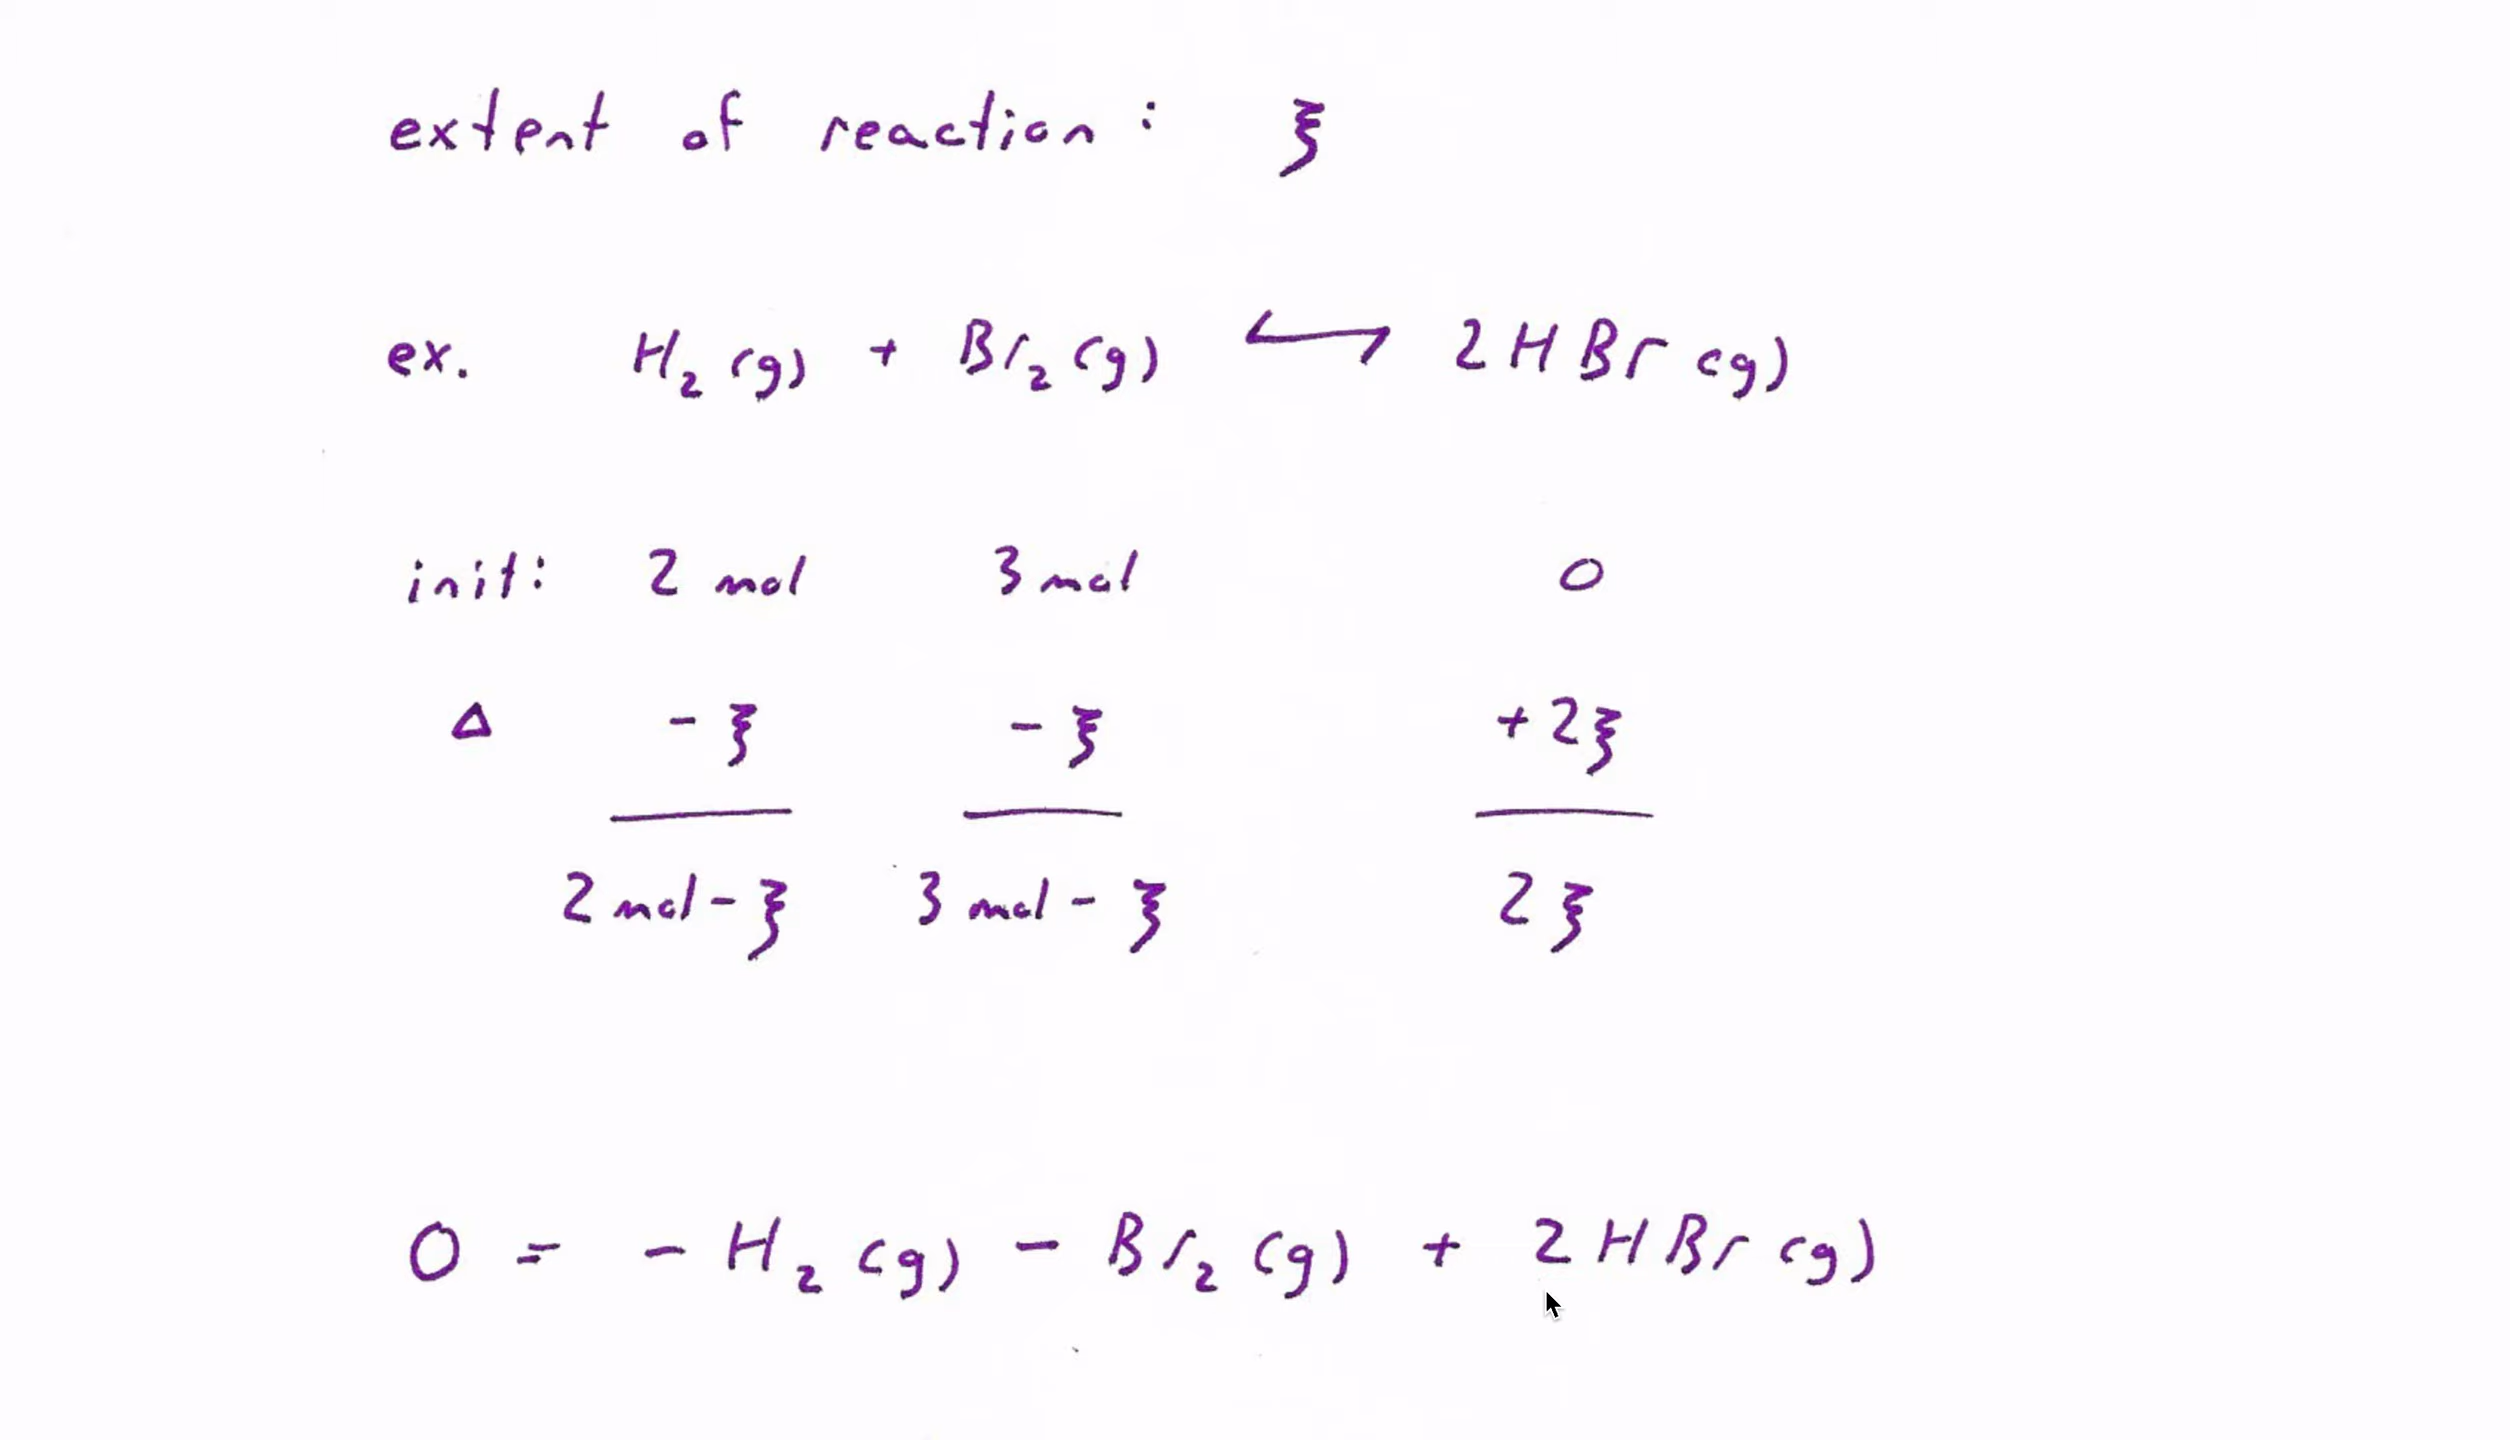 extent of reaction: ξ
ex. H₂(g) + Br₂(g) ⟷ 2HBr(g)
init: 2 mol 3 mol 0
Δ -ξ -ξ +2ξ
2 mol - ξ 3 mol - ξ 2ξ
0 = - H₂(g) - Br₂(g) + 2HBr(g)